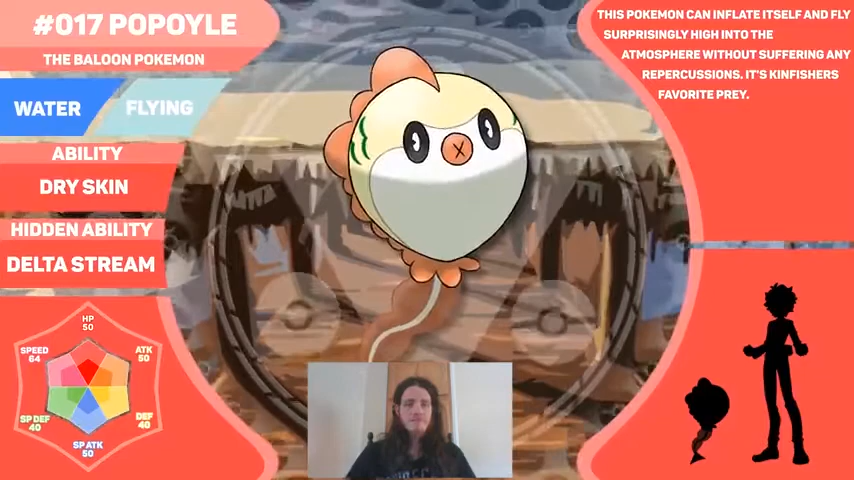 #017 POPOYLE
THE BALOON POKEMON
WATER
FLYING
ABILITY
DRY SKIN
HIDDEN ABILITY
DELTA STREAM
HP
50
ATK
50
DEF
40
SP ATK
50
SP DEF
40
SPEED
64
THIS POKEMON CAN INFLATE ITSELF AND FLY
SURPRISINGLY HIGH INTO THE
ATMOSPHERE WITHOUT SUFFERING ANY
REPERCUSSIONS. IT'S KINFISHERS
FAVORITE PREY.